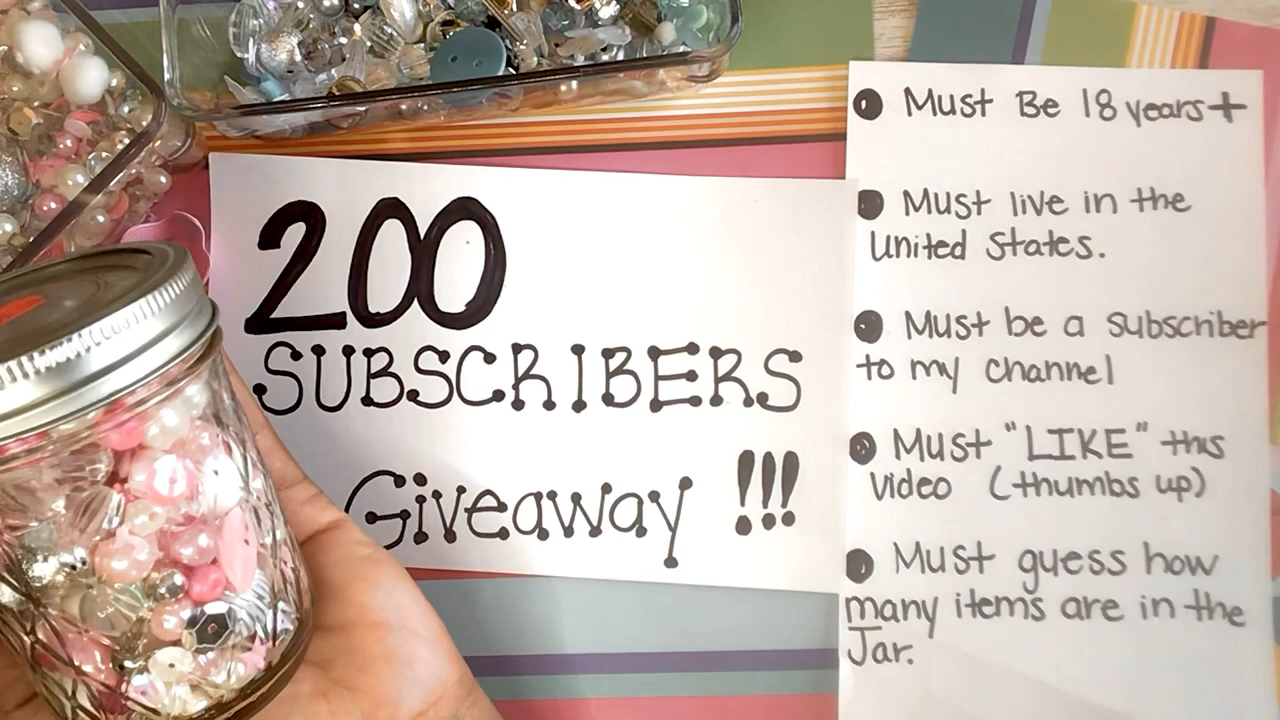 200
SUBSCRIBERS
Giveaway !!!
● Must Be 18 years+
● Must live in the
United States.
● Must be a subscriber
to my channel
● Must "LIKE" this
video (thumbs up)
● Must guess how
many items are in the
Jar.